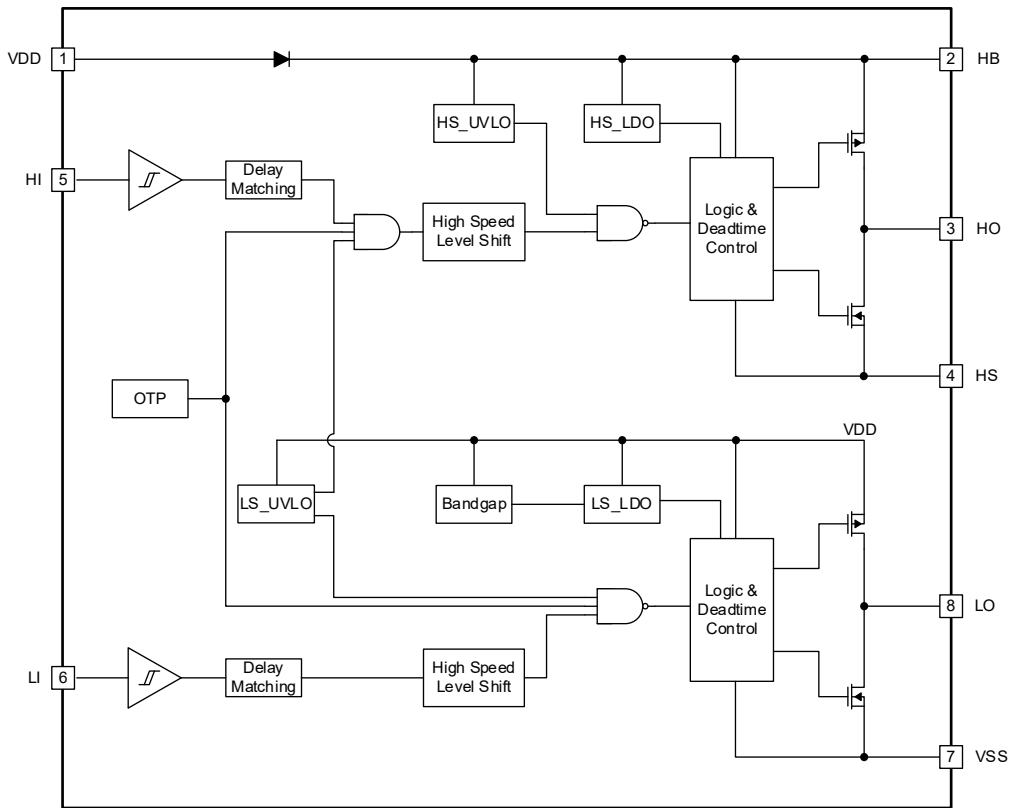 VDD 1 2 HB
HS_UVLO HS_LDO
HI 5
Delay
Matching
High Speed
Level Shift
Logic &
Deadtime
Control
3 HO
4 HS
OTP
VDD
LS_UVLO Bandgap LS_LDO
Logic &
Deadtime
Control
8 LO
LI 6
Delay
Matching
High Speed
Level Shift
7 VSS